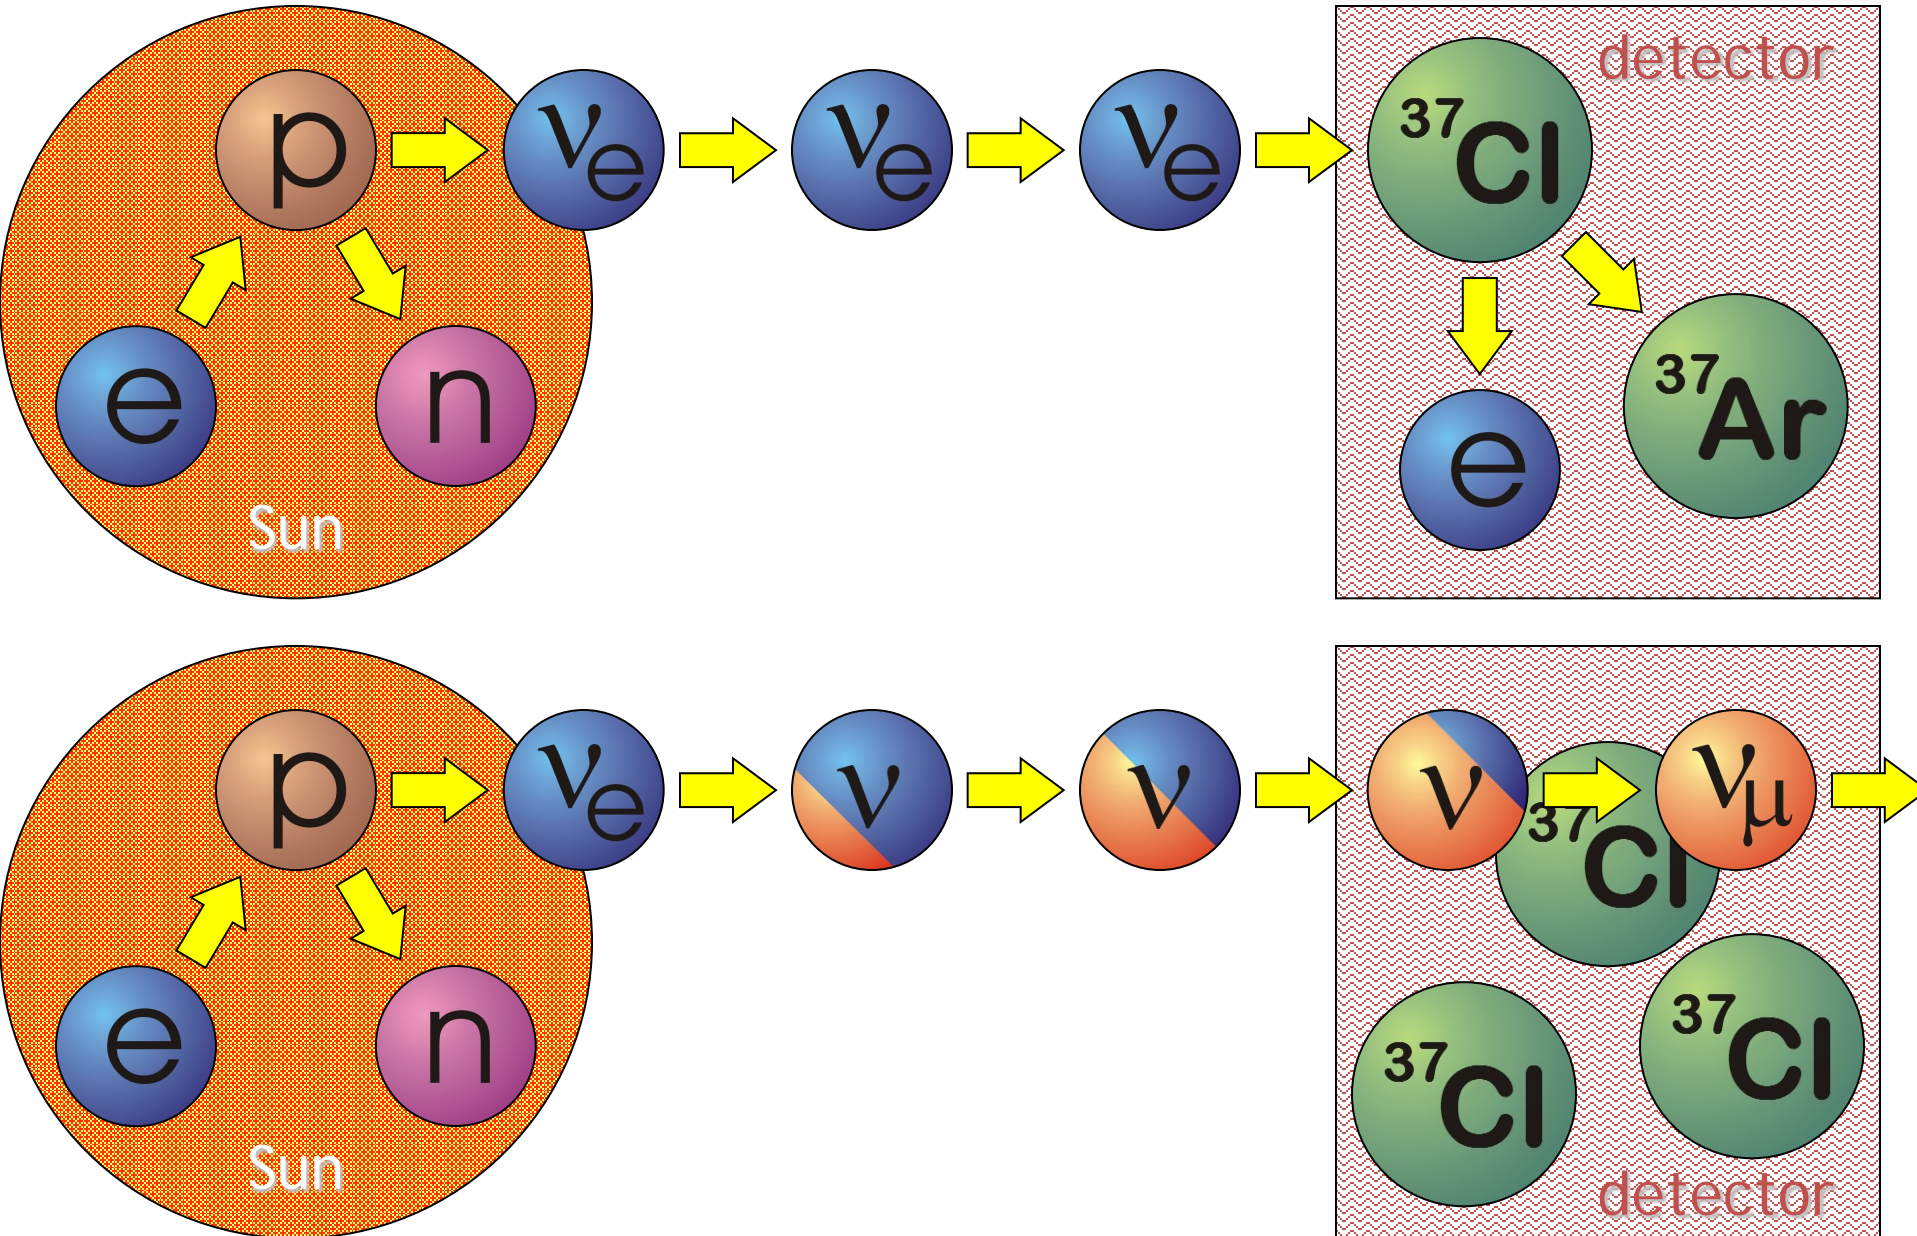 detector
p
νe
νe
νe
³⁷Cl
e
n
³⁷Ar
e
Sun
p
νe
ν
ν
ν
νμ
³⁷Cl
e
n
³⁷Cl
³⁷Cl
Sun
detector